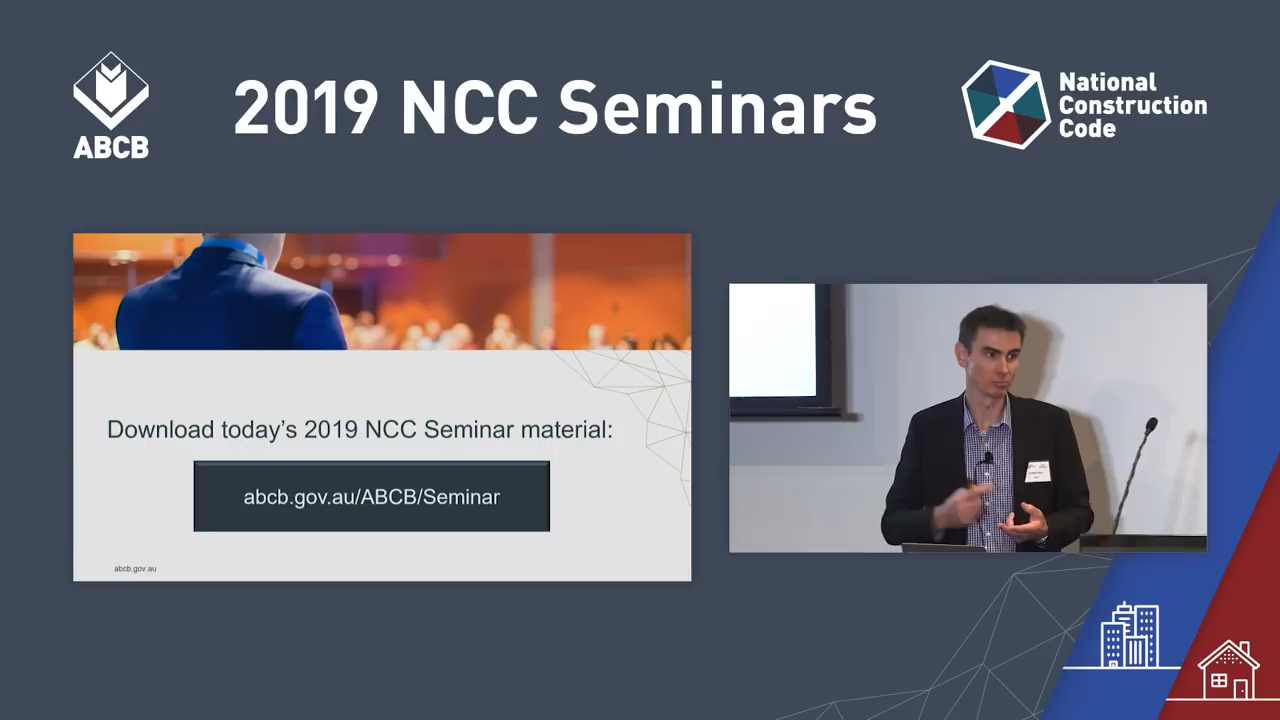 ABCB
2019 NCC Seminars
National
Construction
Code
Download today's 2019 NCC Seminar material:
abcb.gov.au/ABCB/Seminar
abcb.gov.au